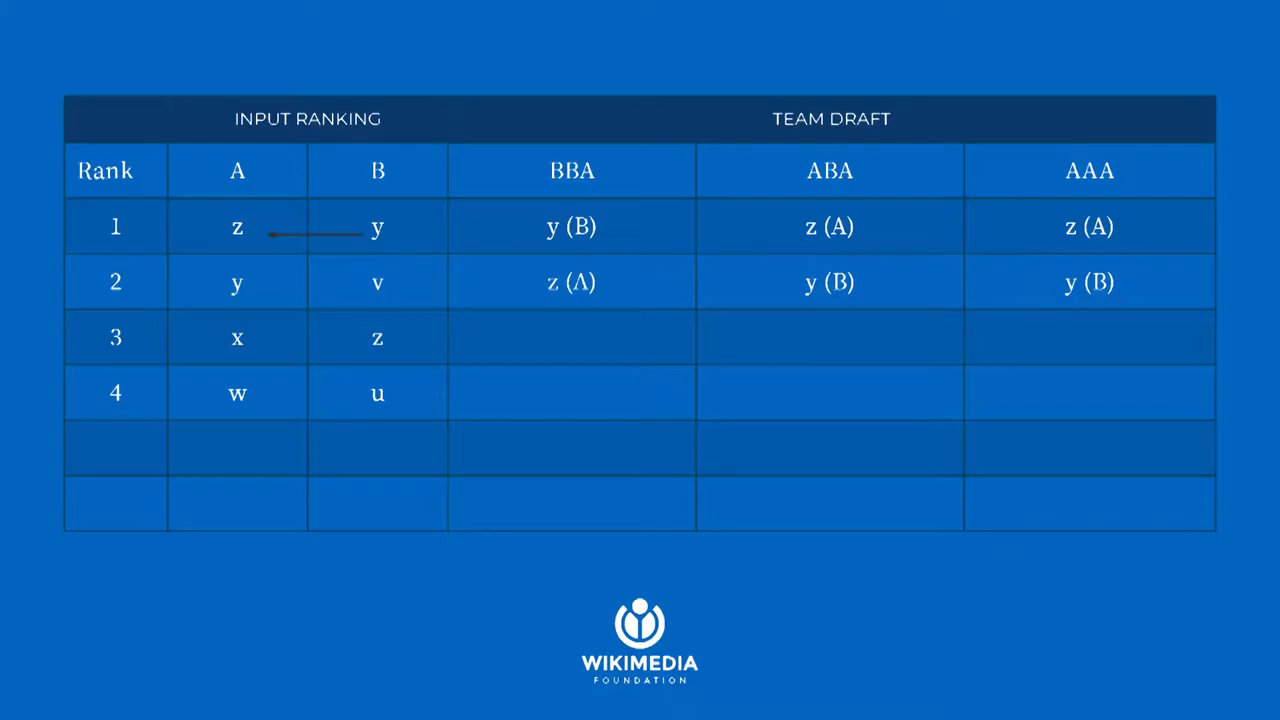 INPUT RANKING TEAM DRAFT
Rank A B BBA ABA AAA
1 z y y (B) z (A) z (A)
2 y v z (A) y (B) y (B)
3 x z
4 w u
WIKIMEDIA
FOUNDATION